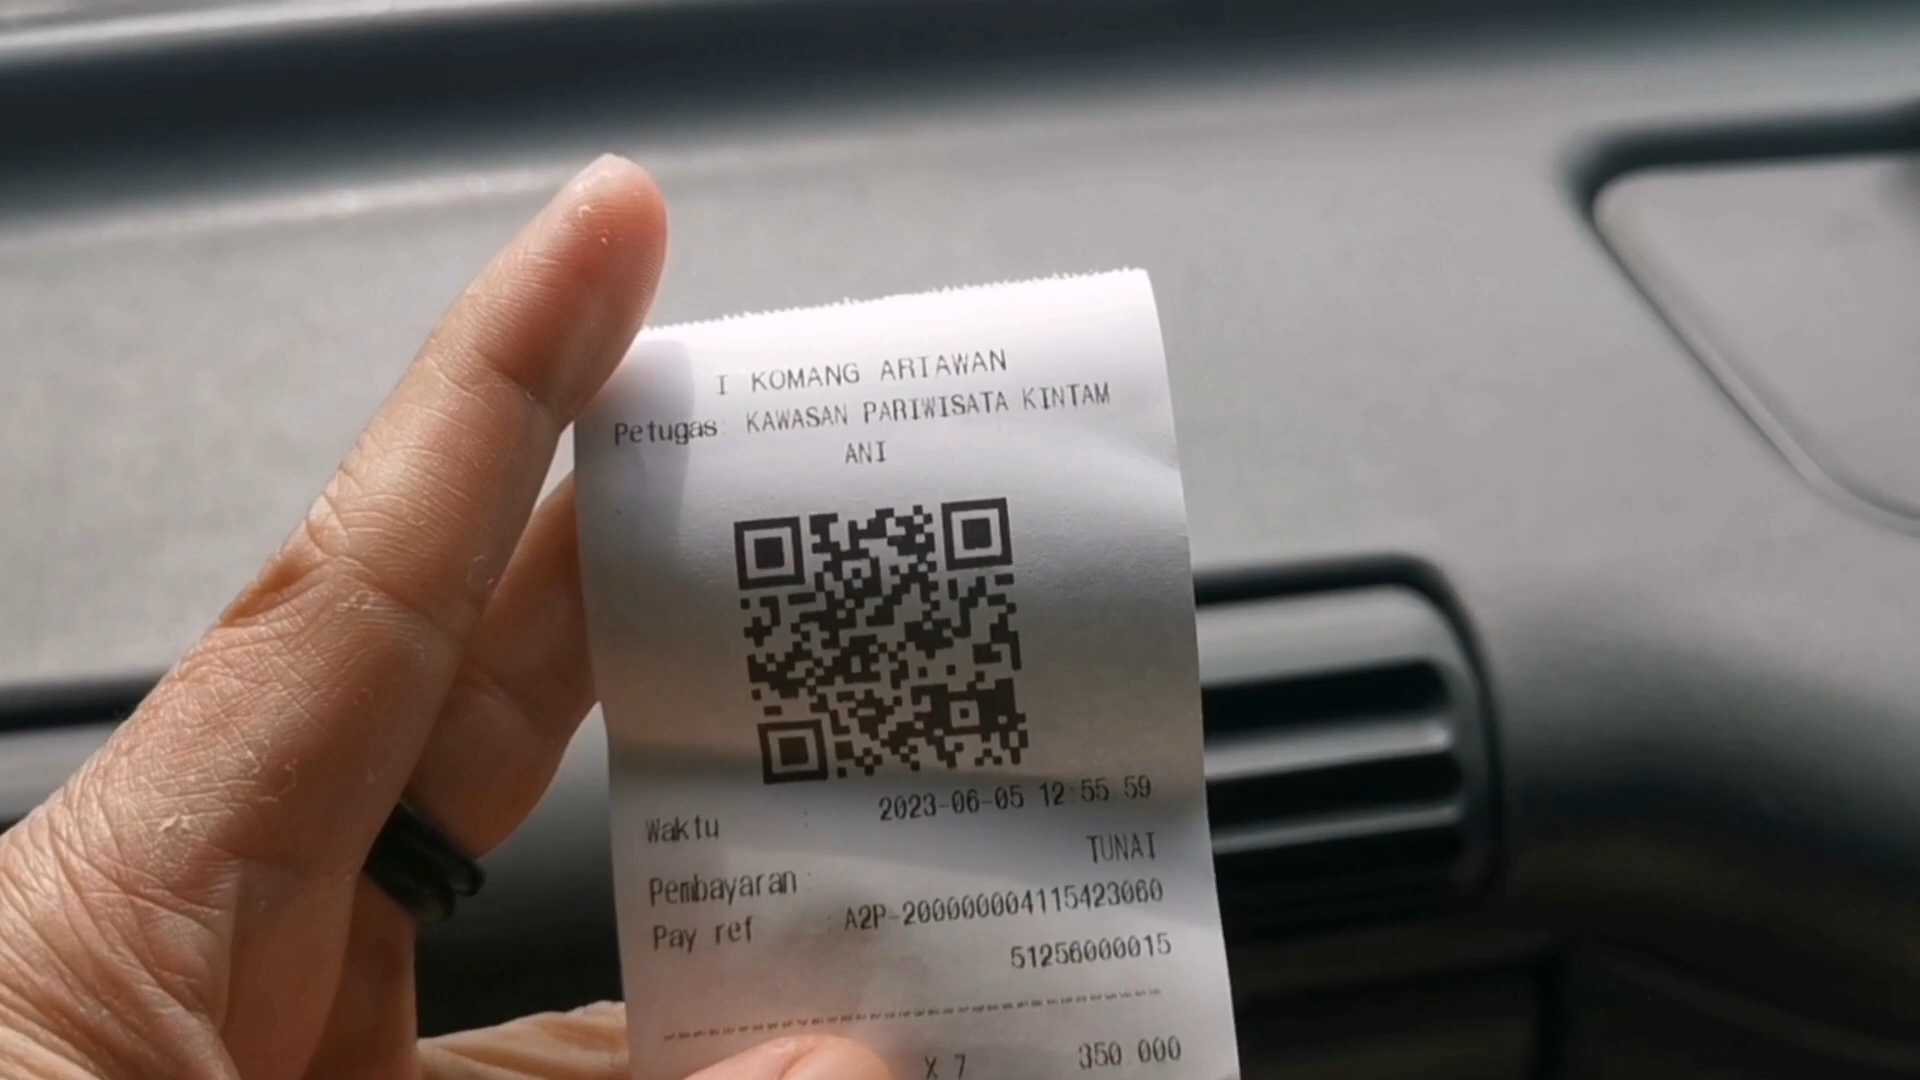 I KOMANG ARTAWAN
Petugas: KAWASAN PARIWISATA KINTAM
ANI
Waktu : 2023-06-05 12:55:59
Pembayaran : TUNAI
Pay ref : A2P-200000004115423060
51256000015
X 7 350 000